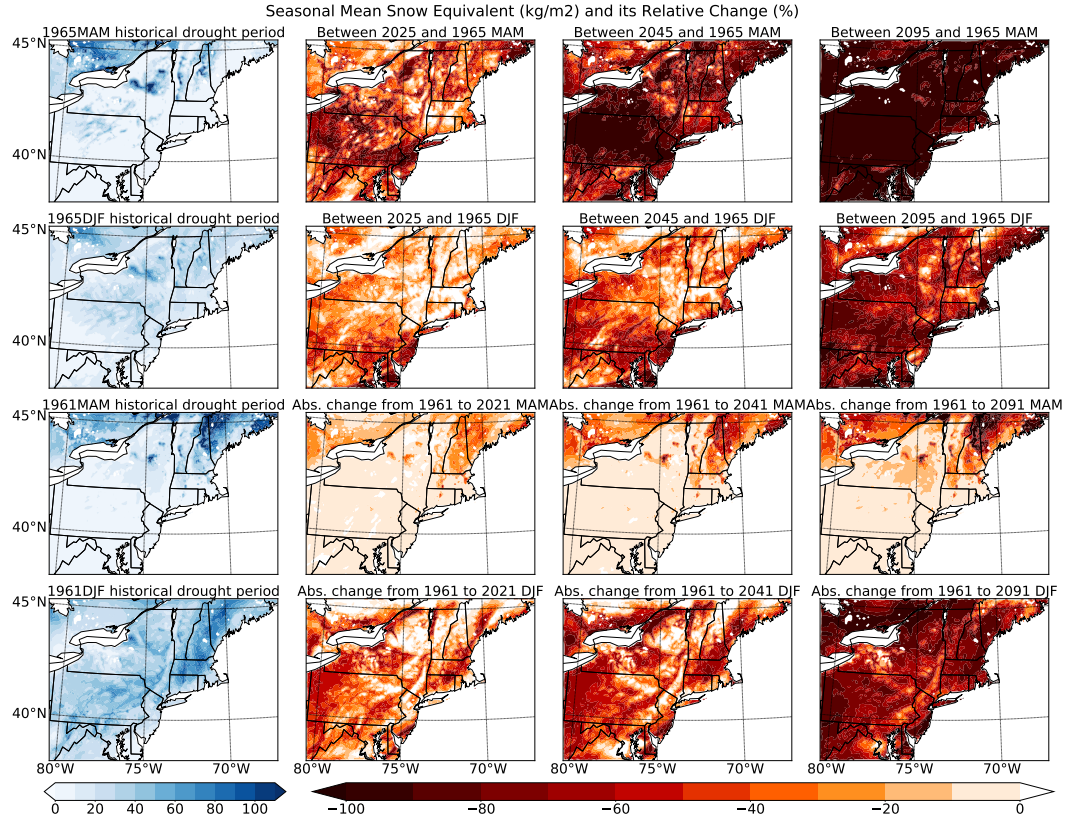 Seasonal Mean Snow Equivalent (kg/m2) and its Relative Change (%)
1965MAM historical drought period
Between 2025 and 1965 MAM
Between 2045 and 1965 MAM
Between 2095 and 1965 MAM
45°N
40°N
1965DJF historical drought period
Between 2025 and 1965 DJF
Between 2045 and 1965 DJF
Between 2095 and 1965 DJF
45°N
40°N
1961MAM historical drought period
Abs. change from 1961 to 2021 MAM
Abs. change from 1961 to 2041 MAM
Abs. change from 1961 to 2091 MAM
45°N
40°N
1961DJF historical drought period
Abs. change from 1961 to 2021 DJF
Abs. change from 1961 to 2041 DJF
Abs. change from 1961 to 2091 DJF
45°N
40°N
80°W 75°W 70°W
80°W 75°W 70°W
80°W 75°W 70°W
80°W 75°W 70°W
0 20 40 60 80 100
−100 −80 −60 −40 −20 0